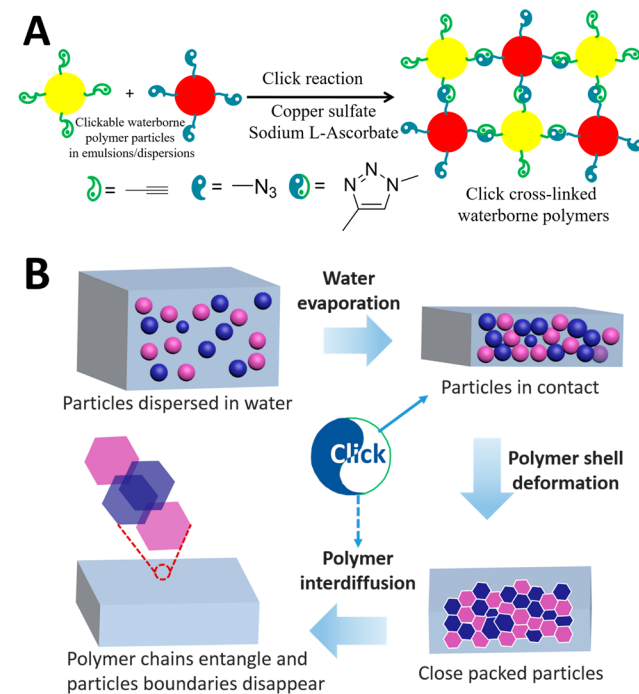 A
+
Click reaction
Copper sulfate
Sodium L-Ascorbate
Clickable waterborne
polymer particles
in emulsions/dispersions
Click cross-linked
waterborne polymers
=
= —N₃
= N N N
B
Water
evaporation
Particles dispersed in water
Particles in contact
Click
Polymer shell
deformation
Polymer
interdiffusion
Polymer chains entangle and
particles boundaries disappear
Close packed particles